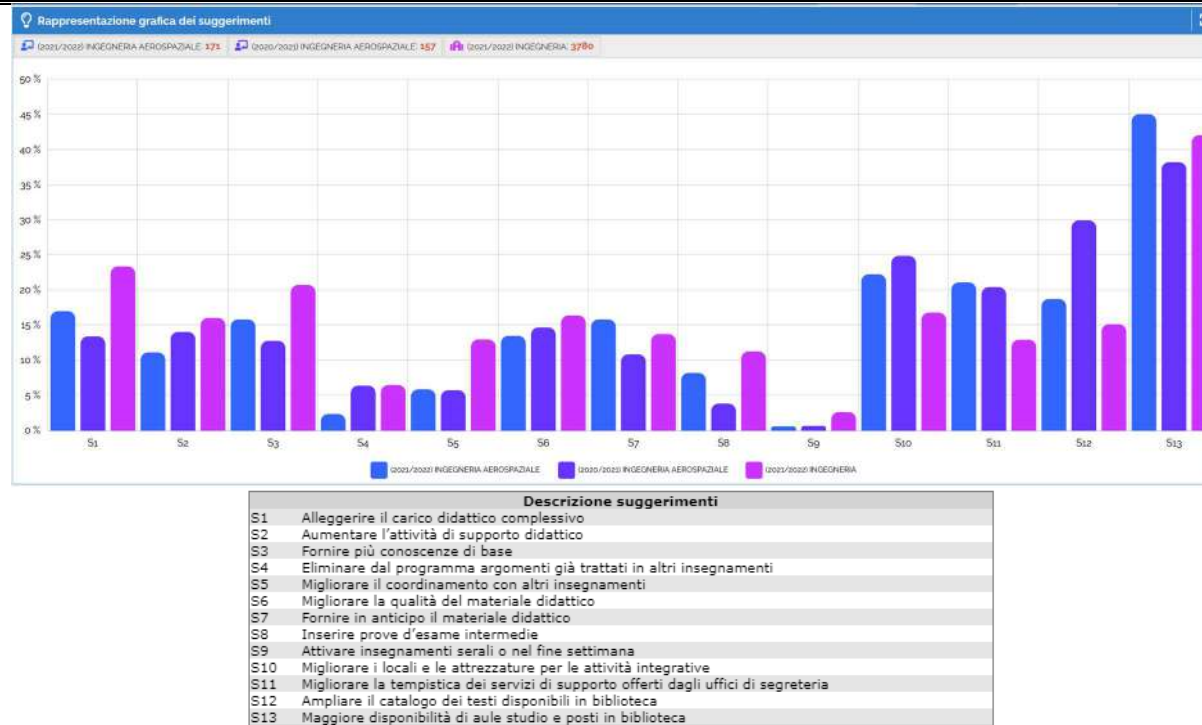 Rappresentazione grafica dei suggerimenti
(2021/2022) INGEGNERIA AEROSPAZIALE: 171 (2020/2021) INGEGNERIA AEROSPAZIALE: 157 (2021/2022) INGEGNERIA: 3780
50 %
45 %
40 %
35 %
30 %
25 %
20 %
15 %
10 %
5 %
0 %
S1 S2 S3 S4 S5 S6 S7 S8 S9 S10 S11 S12 S13
(2021/2022) INGEGNERIA AEROSPAZIALE (2020/2021) INGEGNERIA AEROSPAZIALE (2021/2022) INGEGNERIA
Descrizione suggerimenti
S1 Alleggerire il carico didattico complessivo
S2 Aumentare l'attività di supporto didattico
S3 Fornire più conoscenze di base
S4 Eliminare dal programma argomenti già trattati in altri insegnamenti
S5 Migliorare il coordinamento con altri insegnamenti
S6 Migliorare la qualità del materiale didattico
S7 Fornire in anticipo il materiale didattico
S8 Inserire prove d'esame intermedie
S9 Attivare insegnamenti serali o nel fine settimana
S10 Migliorare i locali e le attrezzature per le attività integrative
S11 Migliorare la tempistica dei servizi di supporto offerti dagli uffici di segreteria
S12 Ampliare il catalogo dei testi disponibili in biblioteca
S13 Maggiore disponibilità di aule studio e posti in biblioteca